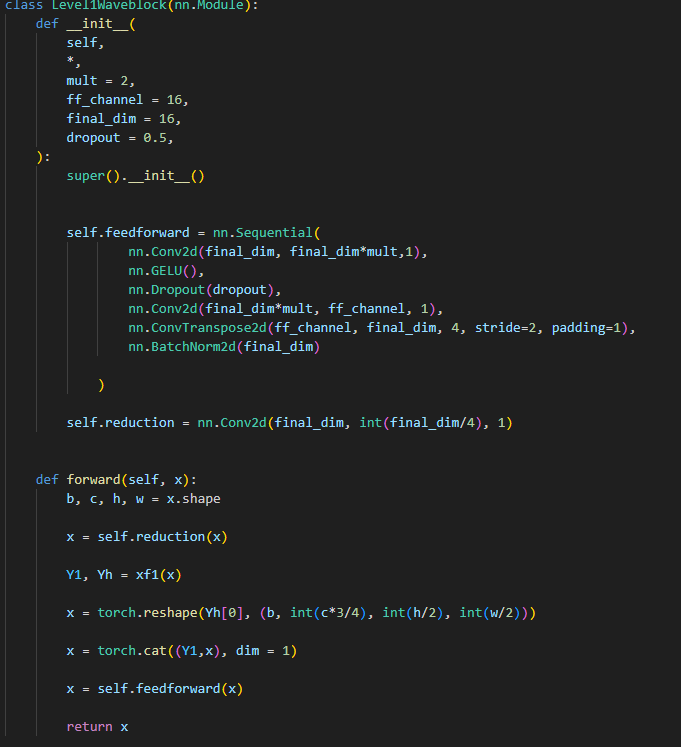 class Level1Waveblock(nn.Module):
    def __init__(
        self,
        *,
        mult = 2,
        ff_channel = 16,
        final_dim = 16,
        dropout = 0.5,
    ):
        super().__init__()
        self.feedforward = nn.Sequential(
                nn.Conv2d(final_dim, final_dim*mult,1),
                nn.GELU(),
                nn.Dropout(dropout),
                nn.Conv2d(final_dim*mult, ff_channel, 1),
                nn.ConvTranspose2d(ff_channel, final_dim, 4, stride=2, padding=1),
                nn.BatchNorm2d(final_dim)
            )
        self.reduction = nn.Conv2d(final_dim, int(final_dim/4), 1)
    def forward(self, x):
        b, c, h, w = x.shape
        x = self.reduction(x)
        Y1, Yh = xf1(x)
        x = torch.reshape(Yh[0], (b, int(c*3/4), int(h/2), int(w/2)))
        x = torch.cat((Y1,x), dim = 1)
        x = self.feedforward(x)
        return x